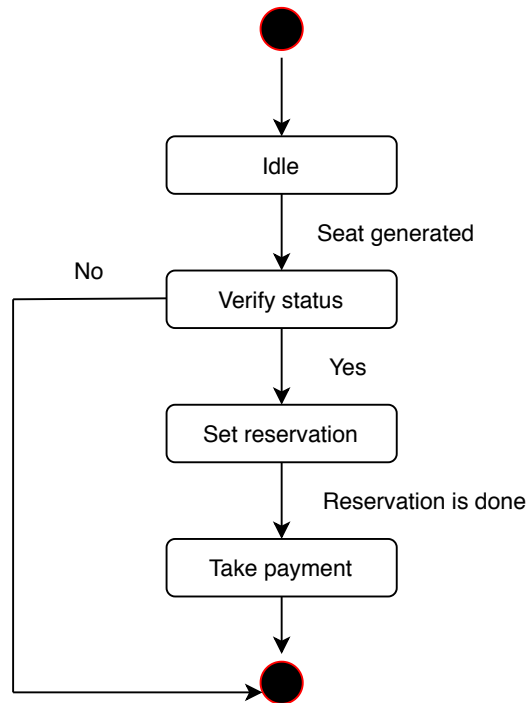 Idle
Seat generated
No
Verify status
Yes
Set reservation
Reservation is done
Take payment